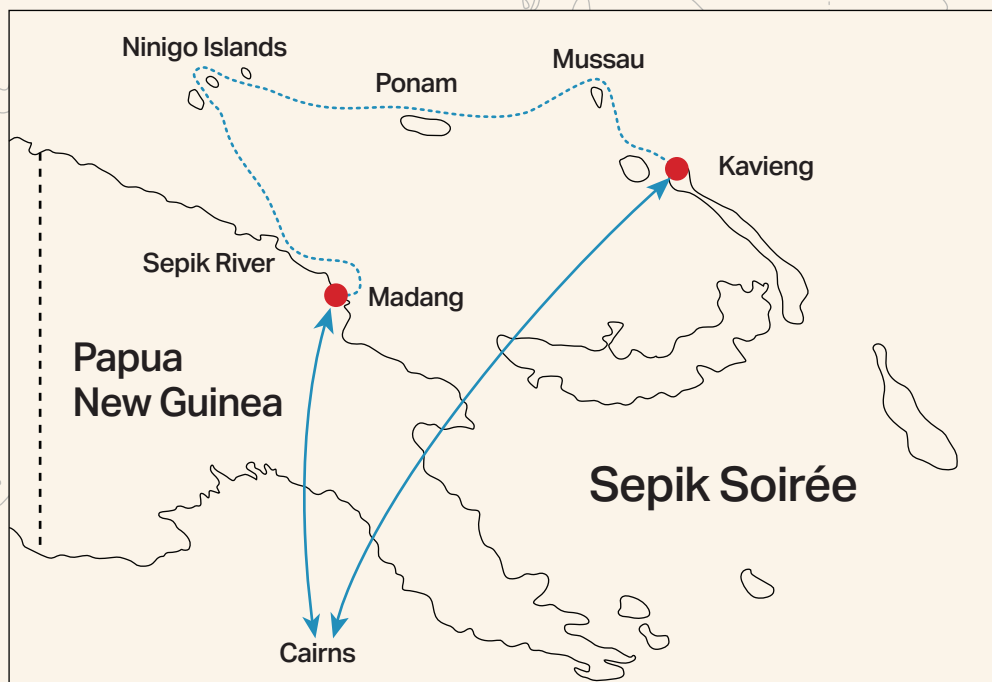 Ninigo Islands
Mussau
Ponam
Kavieng
Sepik River
Madang
Papua
New Guinea
Sepik Soirée
Cairns